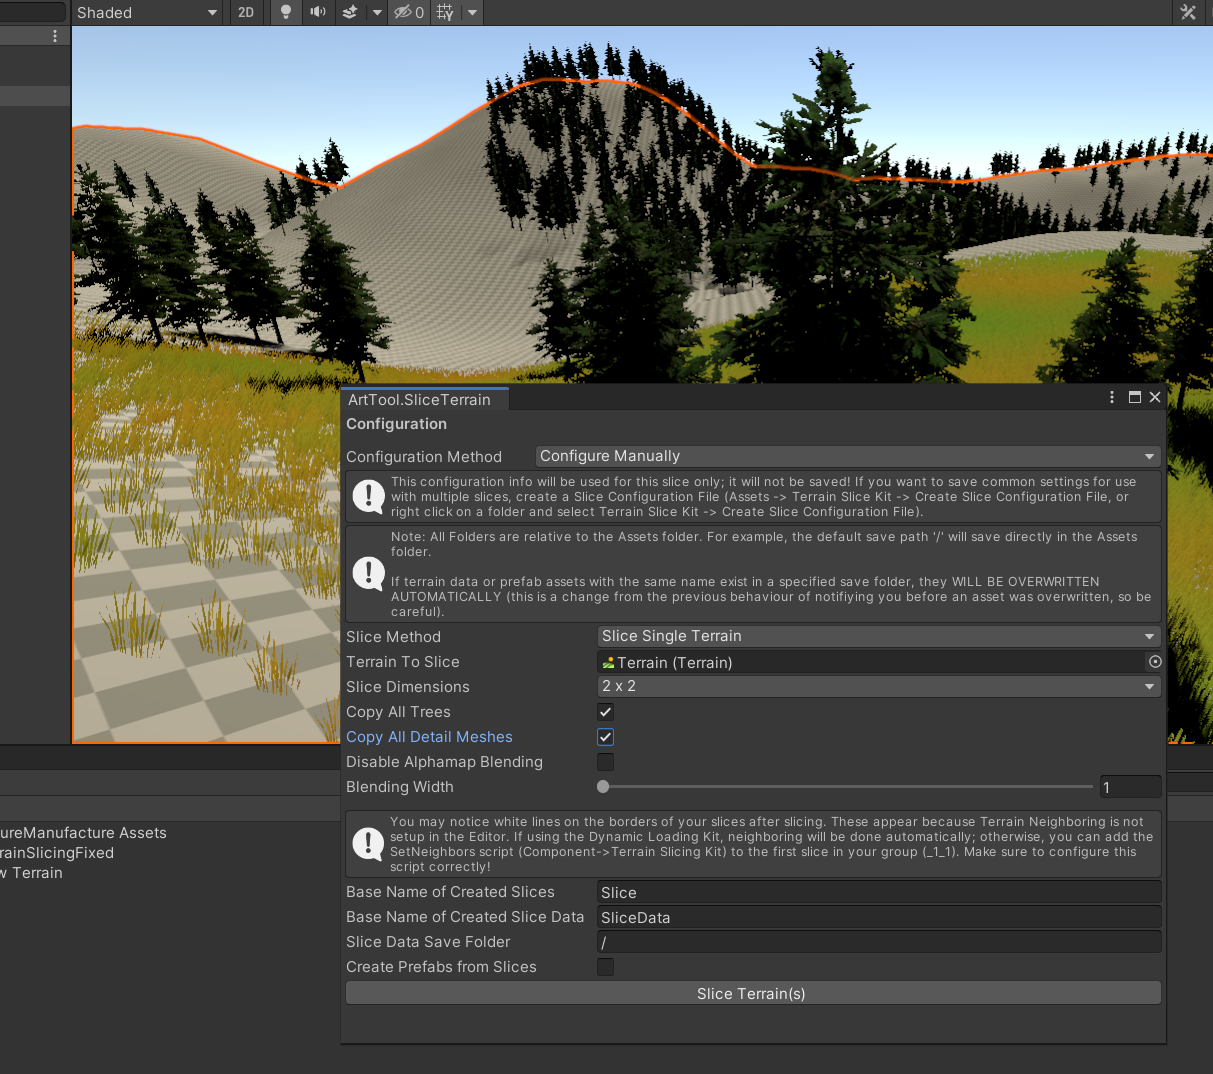 Shaded
2D
0
ArtTool.SliceTerrain
Configuration
Configuration Method
Configure Manually
This configuration info will be used for this slice only; it will not be saved! If you want to save common settings for use
with multiple slices, create a Slice Configuration File (Assets -> Terrain Slice Kit -> Create Slice Configuration File, or
right click on a folder and select Terrain Slice Kit -> Create Slice Configuration File).
Note: All Folders are relative to the Assets folder. For example, the default save path '/' will save directly in the Assets
folder.
If terrain data or prefab assets with the same name exist in a specified save folder, they WILL BE OVERWRITTEN
AUTOMATICALLY (this is a change from the previous behaviour of notifiying you before an asset was overwritten, so be
careful).
Slice Method
Slice Single Terrain
Terrain To Slice
Terrain (Terrain)
Slice Dimensions
2 x 2
Copy All Trees
Copy All Detail Meshes
Disable Alphamap Blending
Blending Width
1
You may notice white lines on the borders of your slices after slicing. These appear because Terrain Neighboring is not
setup in the Editor. If using the Dynamic Loading Kit, neighboring will be done automatically; otherwise, you can add the
SetNeighbors script (Component->Terrain Slicing Kit) to the first slice in your group (_1_1). Make sure to configure this
script correctly!
Base Name of Created Slices
Slice
Base Name of Created Slice Data
SliceData
Slice Data Save Folder
/
Create Prefabs from Slices
Slice Terrain(s)
ureManufacture Assets
rainSlicingFixed
w Terrain